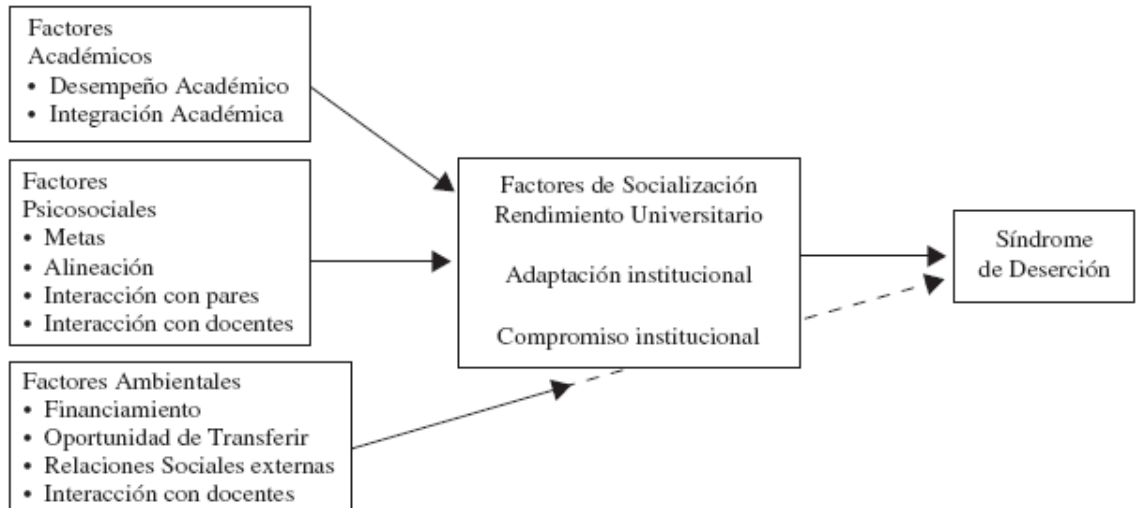 Factores
Académicos
• Desempeño Académico
• Integración Académica
Factores
Psicosociales
• Metas
• Alineación
• Interacción con pares
• Interacción con docentes
Factores Ambientales
• Financiamiento
• Oportunidad de Transferir
• Relaciones Sociales externas
• Interacción con docentes
Factores de Socialización
Rendimiento Universitario
Adaptación institucional
Compromiso institucional
Síndrome
de Deserción